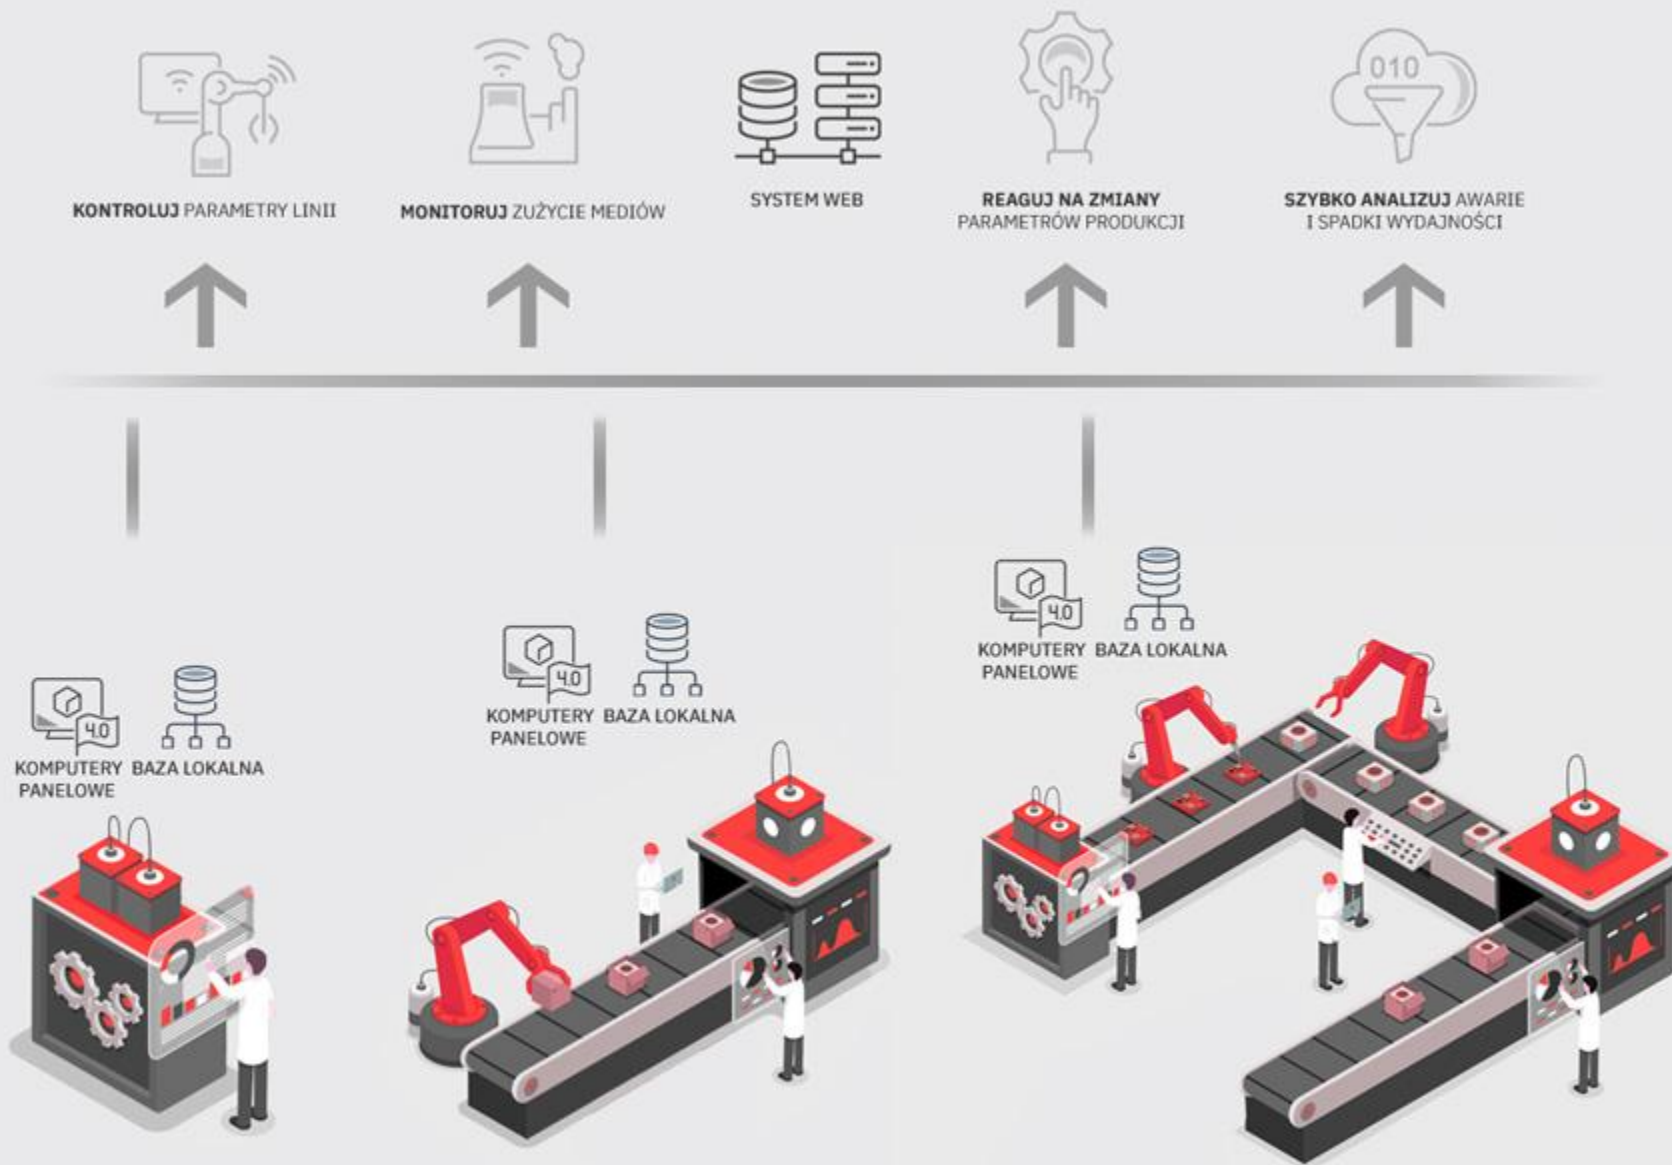 010
KONTROLUJ PARAMETRY LINII
MONITORUJ ZUŻYCIE MEDIÓW
SYSTEM WEB
REAGUJ NA ZMIANY
PARAMETRÓW PRODUKCJI
SZYBKO ANALIZUJ AWARIE
I SPADKI WYDAJNOŚCI
4.0
KOMPUTERY
PANELOWE
BAZA LOKALNA
4.0
KOMPUTERY
PANELOWE
BAZA LOKALNA
4.0
KOMPUTERY
PANELOWE
BAZA LOKALNA